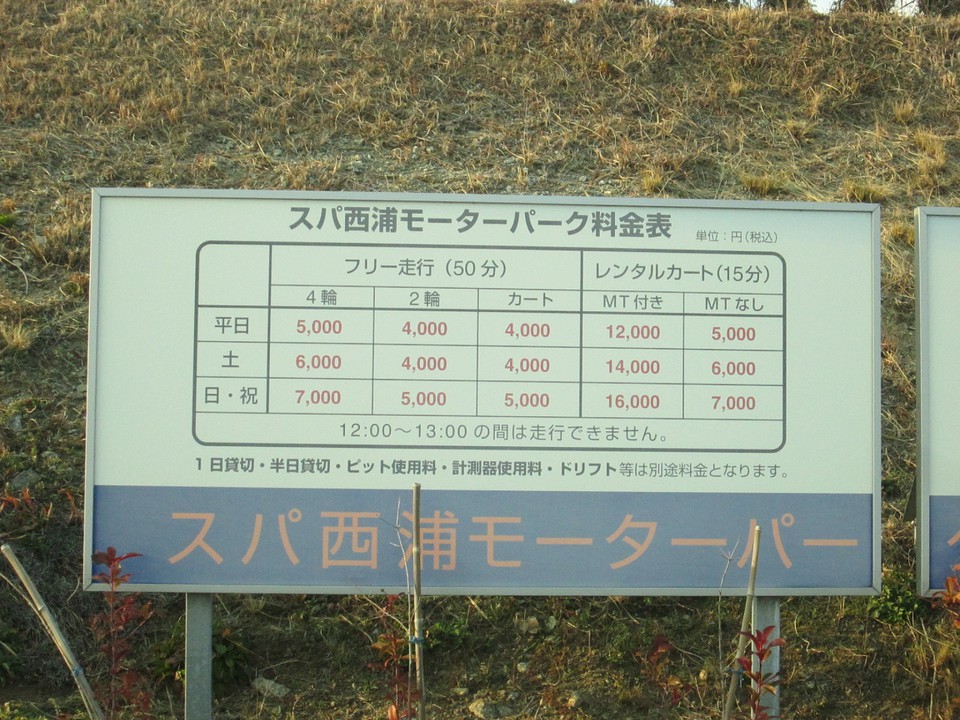 スパ西浦モーターパーク料金表 単位：円（税込）
フリー走行（50分） レンタルカート（15分）
4輪 2輪 カート MT付き MTなし
平日 5,000 4,000 4,000 12,000 5,000
土 6,000 4,000 4,000 14,000 6,000
日・祝 7,000 5,000 5,000 16,000 7,000
12:00～13:00の間は走行できません。
1日貸切・半日貸切・ピット使用料・計測器使用料・ドリフト等は別途料金となります。
スパ西浦モーターパー